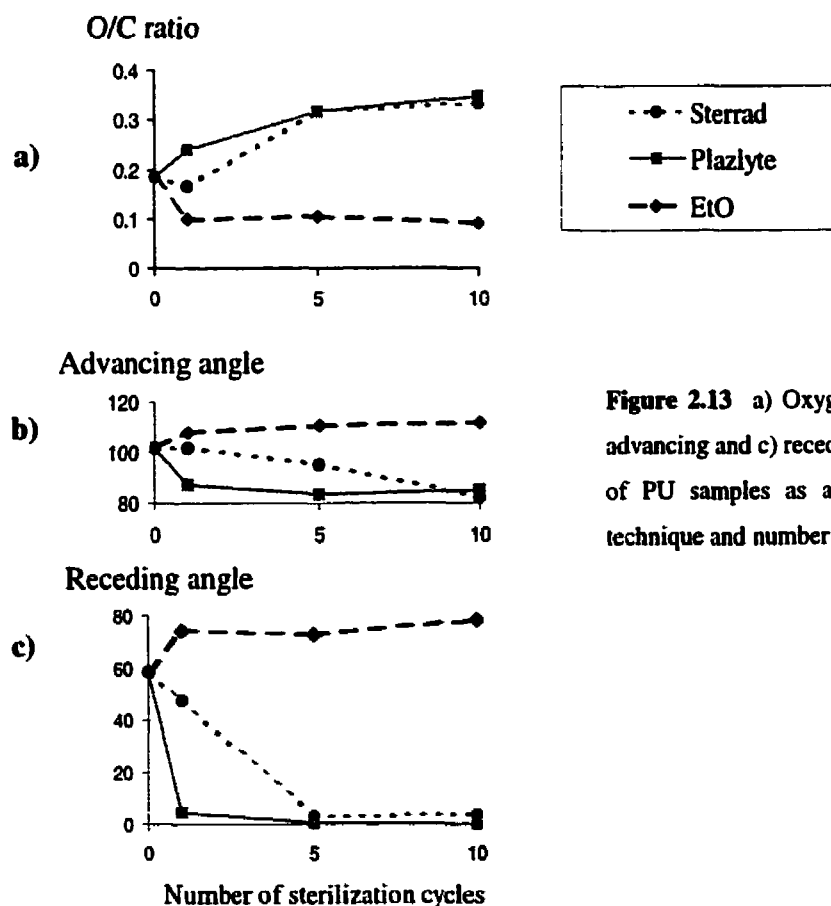 O/C ratio
a)
0.4
0.3
0.2
0.1
0
0
5
10
Sterrad
Plazlyte
EtO
Advancing angle
b)
120
100
80
0
5
10
Receding angle
c)
80
60
40
20
0
0
5
10
Number of sterilization cycles
Figure 2.13 a) Oxyg
advancing and c) reced
of PU samples as a
technique and number